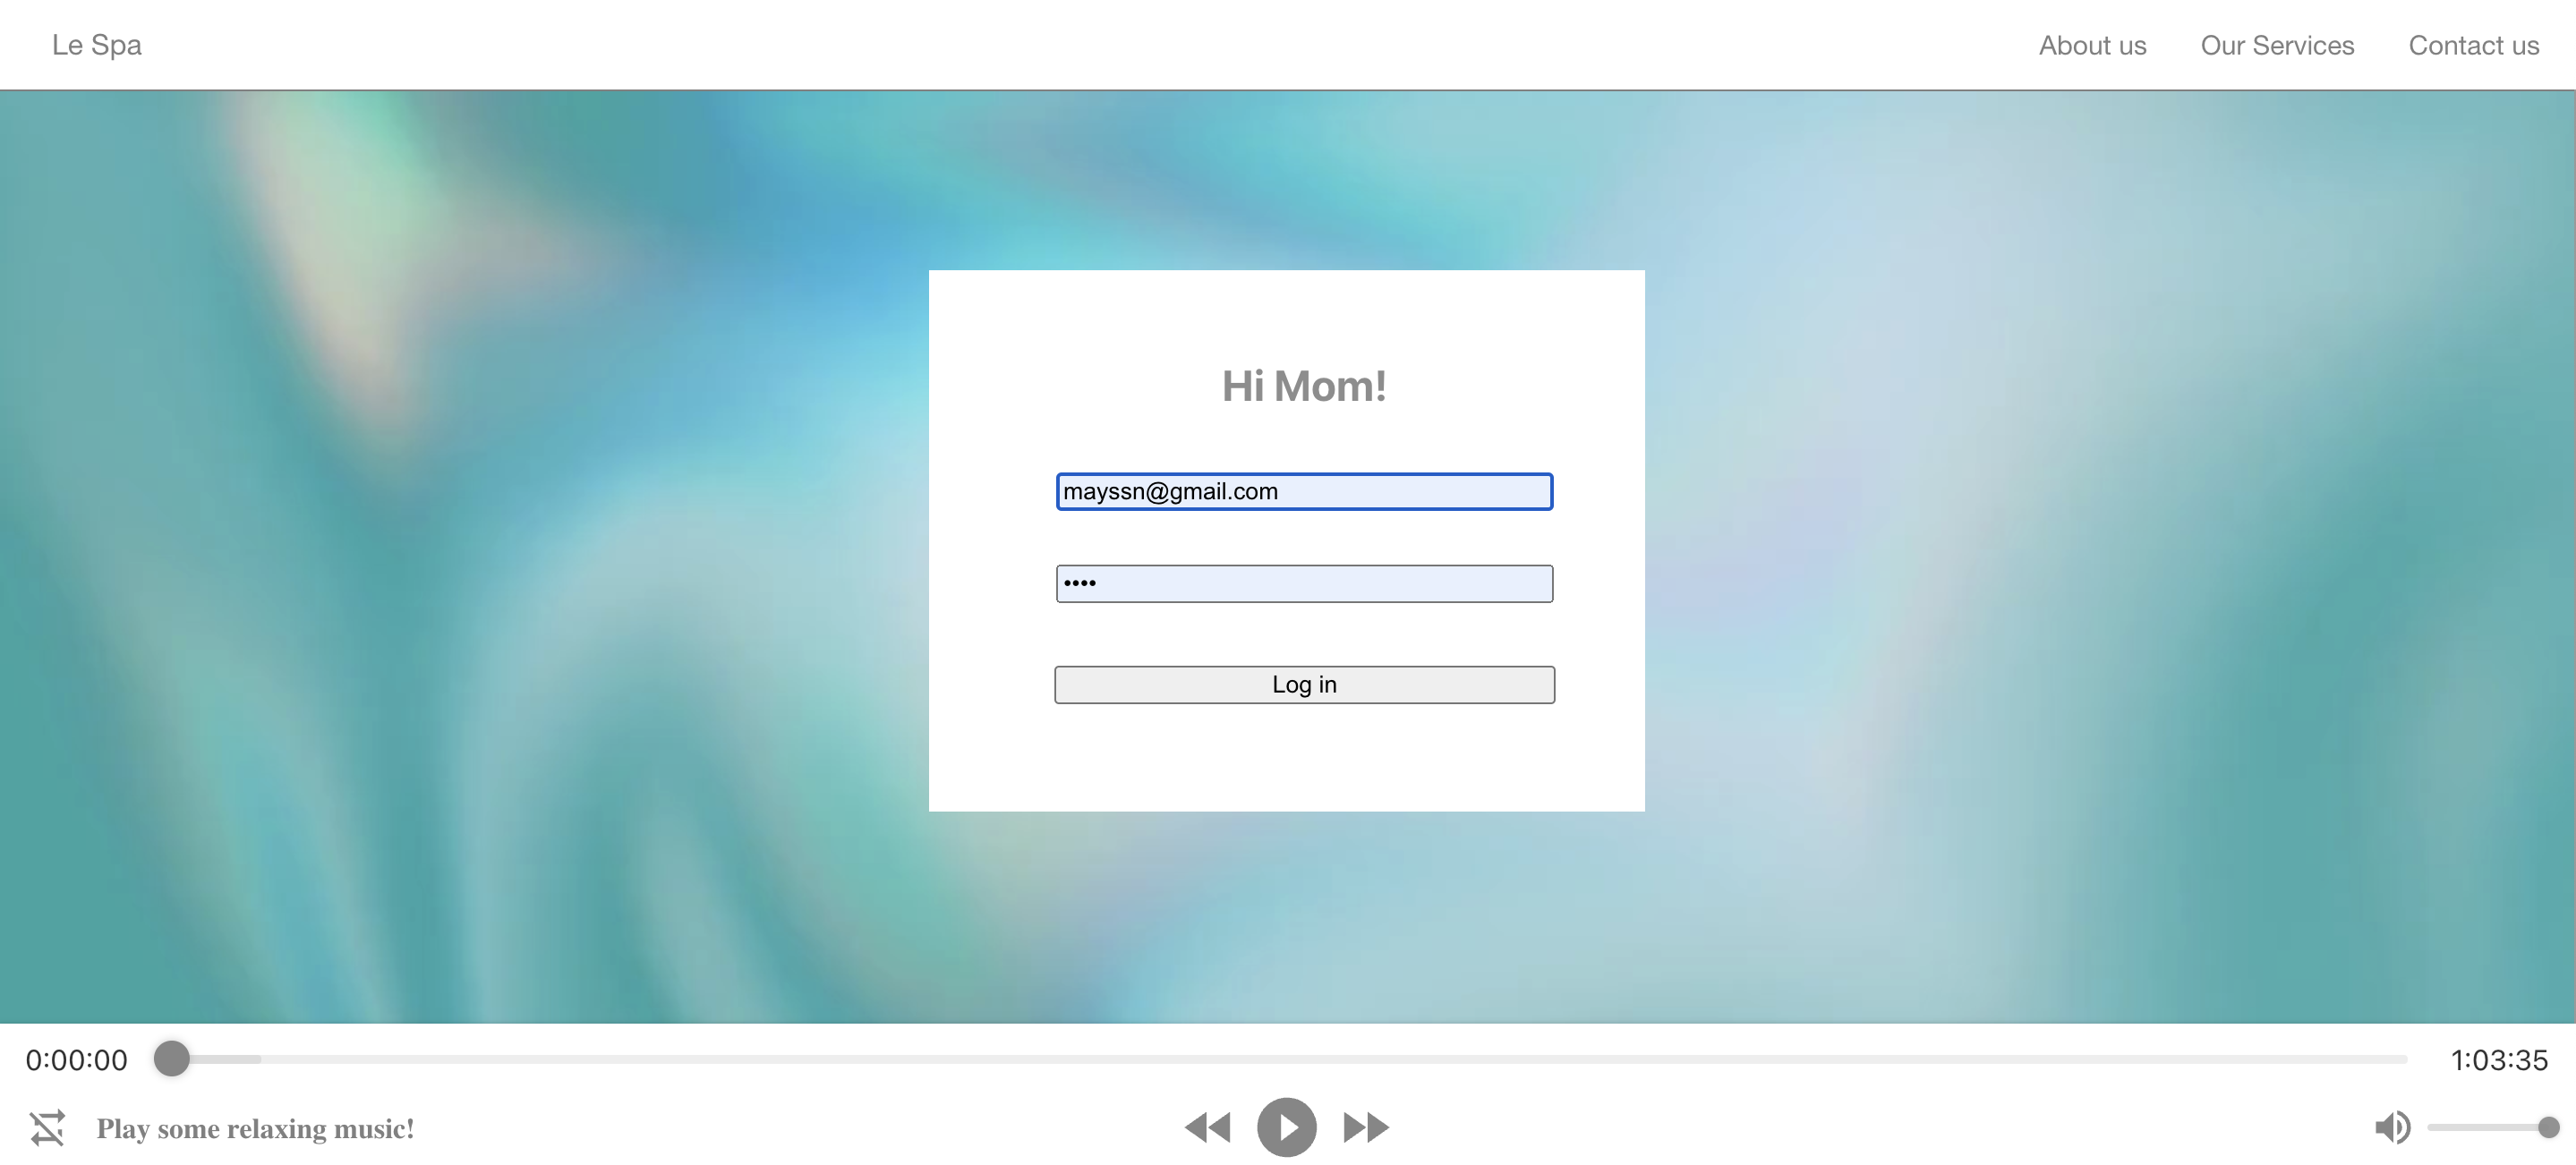 Le Spa
About us
Our Services
Contact us
Hi Mom!
mayssn@gmail.com
••••
Log in
0:00:00
1:03:35
Play some relaxing music!